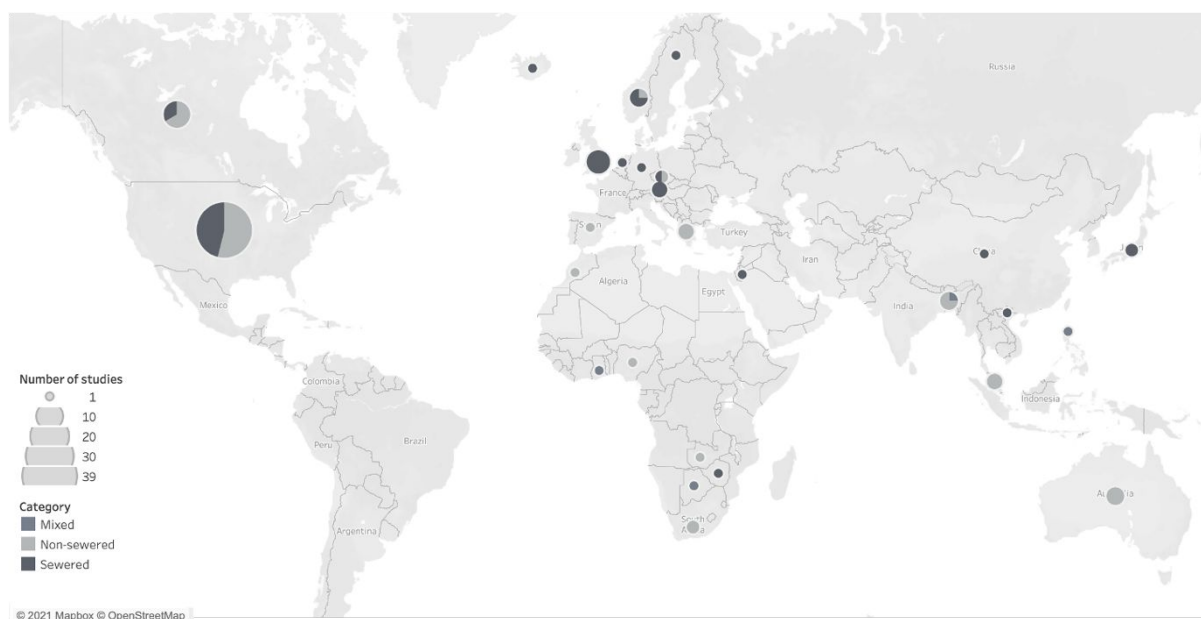 Russia
France
Turkey
Iran
Algeria
Egypt
India
Mexico
Colombia
Indonesia
Peru
Brazil
Argentina
Number of studies
1
10
20
30
39
Category
Mixed
Non-sewered
Sewered
© 2021 Mapbox © OpenStreetMap